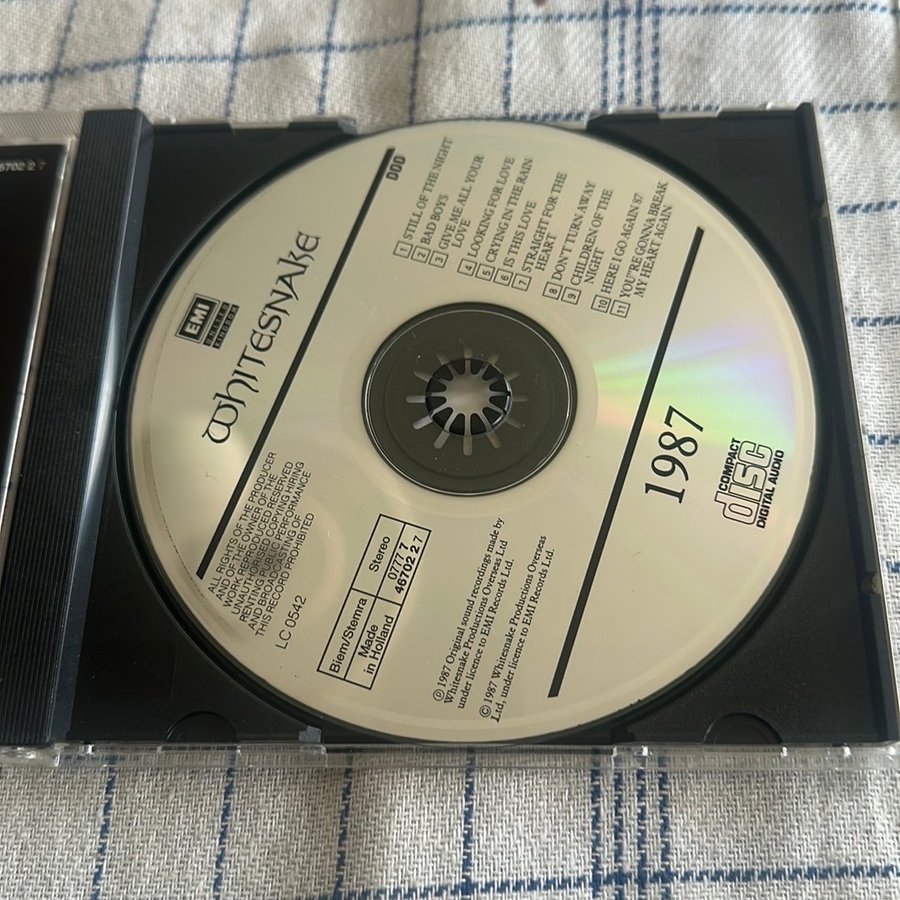 6702 2 7
EMI
UNITED
KINGDOM
WHITESNAKE
DDD
1 STILL OF THE NIGHT
2 BAD BOYS
3 GIVE ME ALL YOUR
LOVE
4 LOOKING FOR LOVE
5 CRYING IN THE RAIN
6 IS THIS LOVE
7 STRAIGHT FOR THE
HEART
8 DON'T TURN AWAY
9 CHILDREN OF THE
NIGHT
10 HERE I GO AGAIN 87
11 YOU"RE GONNA BREAK
MY HEART AGAIN
ALL RIGHTS OF THE PRODUCER
AND OF THE OWNER OF THE
WORK REPRODUCED RESERVED
UNAUTHORISED COPYING HIRING
RENTING PUBLIC PERFORMANCE
AND BROADCASTING OF
THIS RECORD PROHIBITED
LC 0542
Biem/Stemra
Stereo
Made
in Holland
0777 7
46702 2 7
℗ 1987 Original sound recordings made by
Whitesnake Productions Overseas Ltd
under licence to EMI Records Ltd.
© 1987 Whitesnake Productions Overseas
Ltd, under licence to EMI Records Ltd.
1987
COMPACT
disc
DIGITAL AUDIO